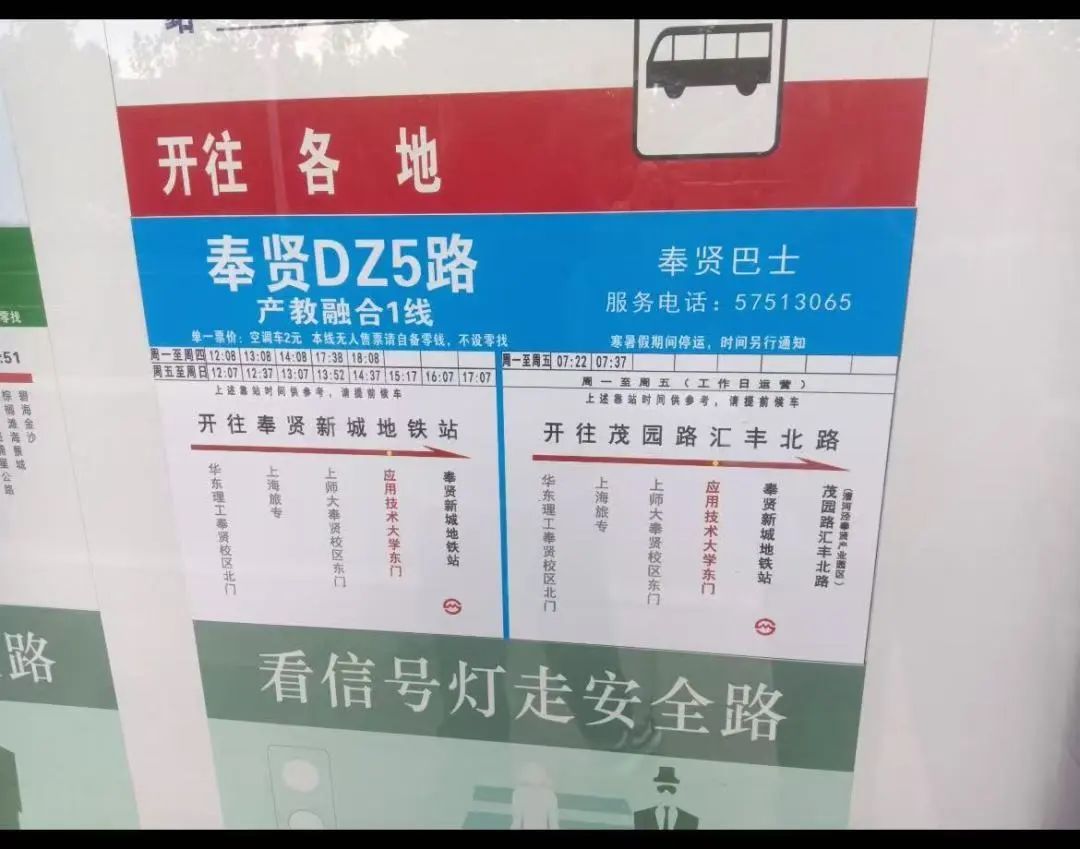 站
开往 各 地
奉贤DZ5路
产教融合1线
单一票价：空调车2元 本线无人售票请自备零钱，不设零找
奉贤巴士
服务电话：57513065
寒暑假期间停运，时间另行通知
周一至周四 12:08 13:08 14:08 17:38 18:08
周五至周日 12:07 12:37 13:07 13:52 14:37 15:17 16:07 17:07
上述靠站时间供参考，请提前候车
开往奉贤新城地铁站
华东理工奉贤校区北门
上海旅专
上师大奉贤校区东门
应用技术大学东门
奉贤新城地铁站
周一至周五 07:22 07:37
周一至周五（工作日运营）
上述靠站时间供参考，请提前候车
开往茂园路汇丰北路
华东理工奉贤校区北门
上海旅专
上师大奉贤校区东门
应用技术大学东门
奉贤新城地铁站
茂园路汇丰北路
看信号灯走安全路
零找
:51
路